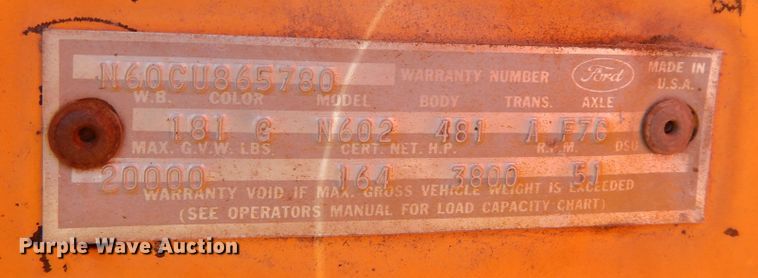 N60CU865780 WARRANTY NUMBER Ford MADE IN U.S.A.
W.B. COLOR MODEL BODY TRANS. AXLE
181 G N602 481 A F7G
MAX. G.V.W. LBS. CERT. NET. H.P. R.P.M. DSO
20000 164 3800 51
WARRANTY VOID IF MAX. GROSS VEHICLE WEIGHT IS EXCEEDED
(SEE OPERATORS MANUAL FOR LOAD CAPACITY CHART)
Purple Wave Auction